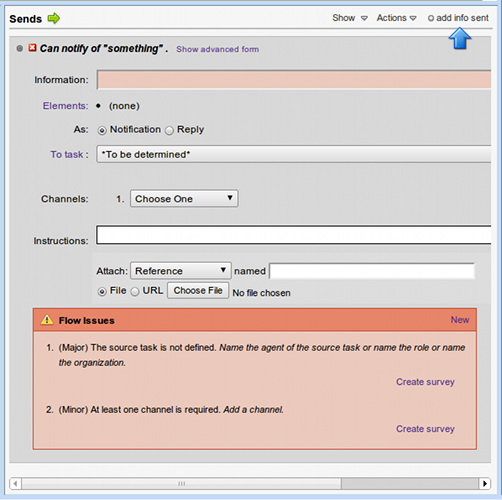 Sends Show Actions add info sent
Can notify of "something" . Show advanced form
Information:
Elements: • (none)
As: Notification Reply
To task : *To be determined*
Channels: 1. Choose One
Instructions:
Attach: Reference named
File URL Choose File No file chosen
Flow Issues New
1. (Major) The source task is not defined. Name the agent of the source task or name the role or name
the organization.
Create survey
2. (Minor) At least one channel is required. Add a channel.
Create survey